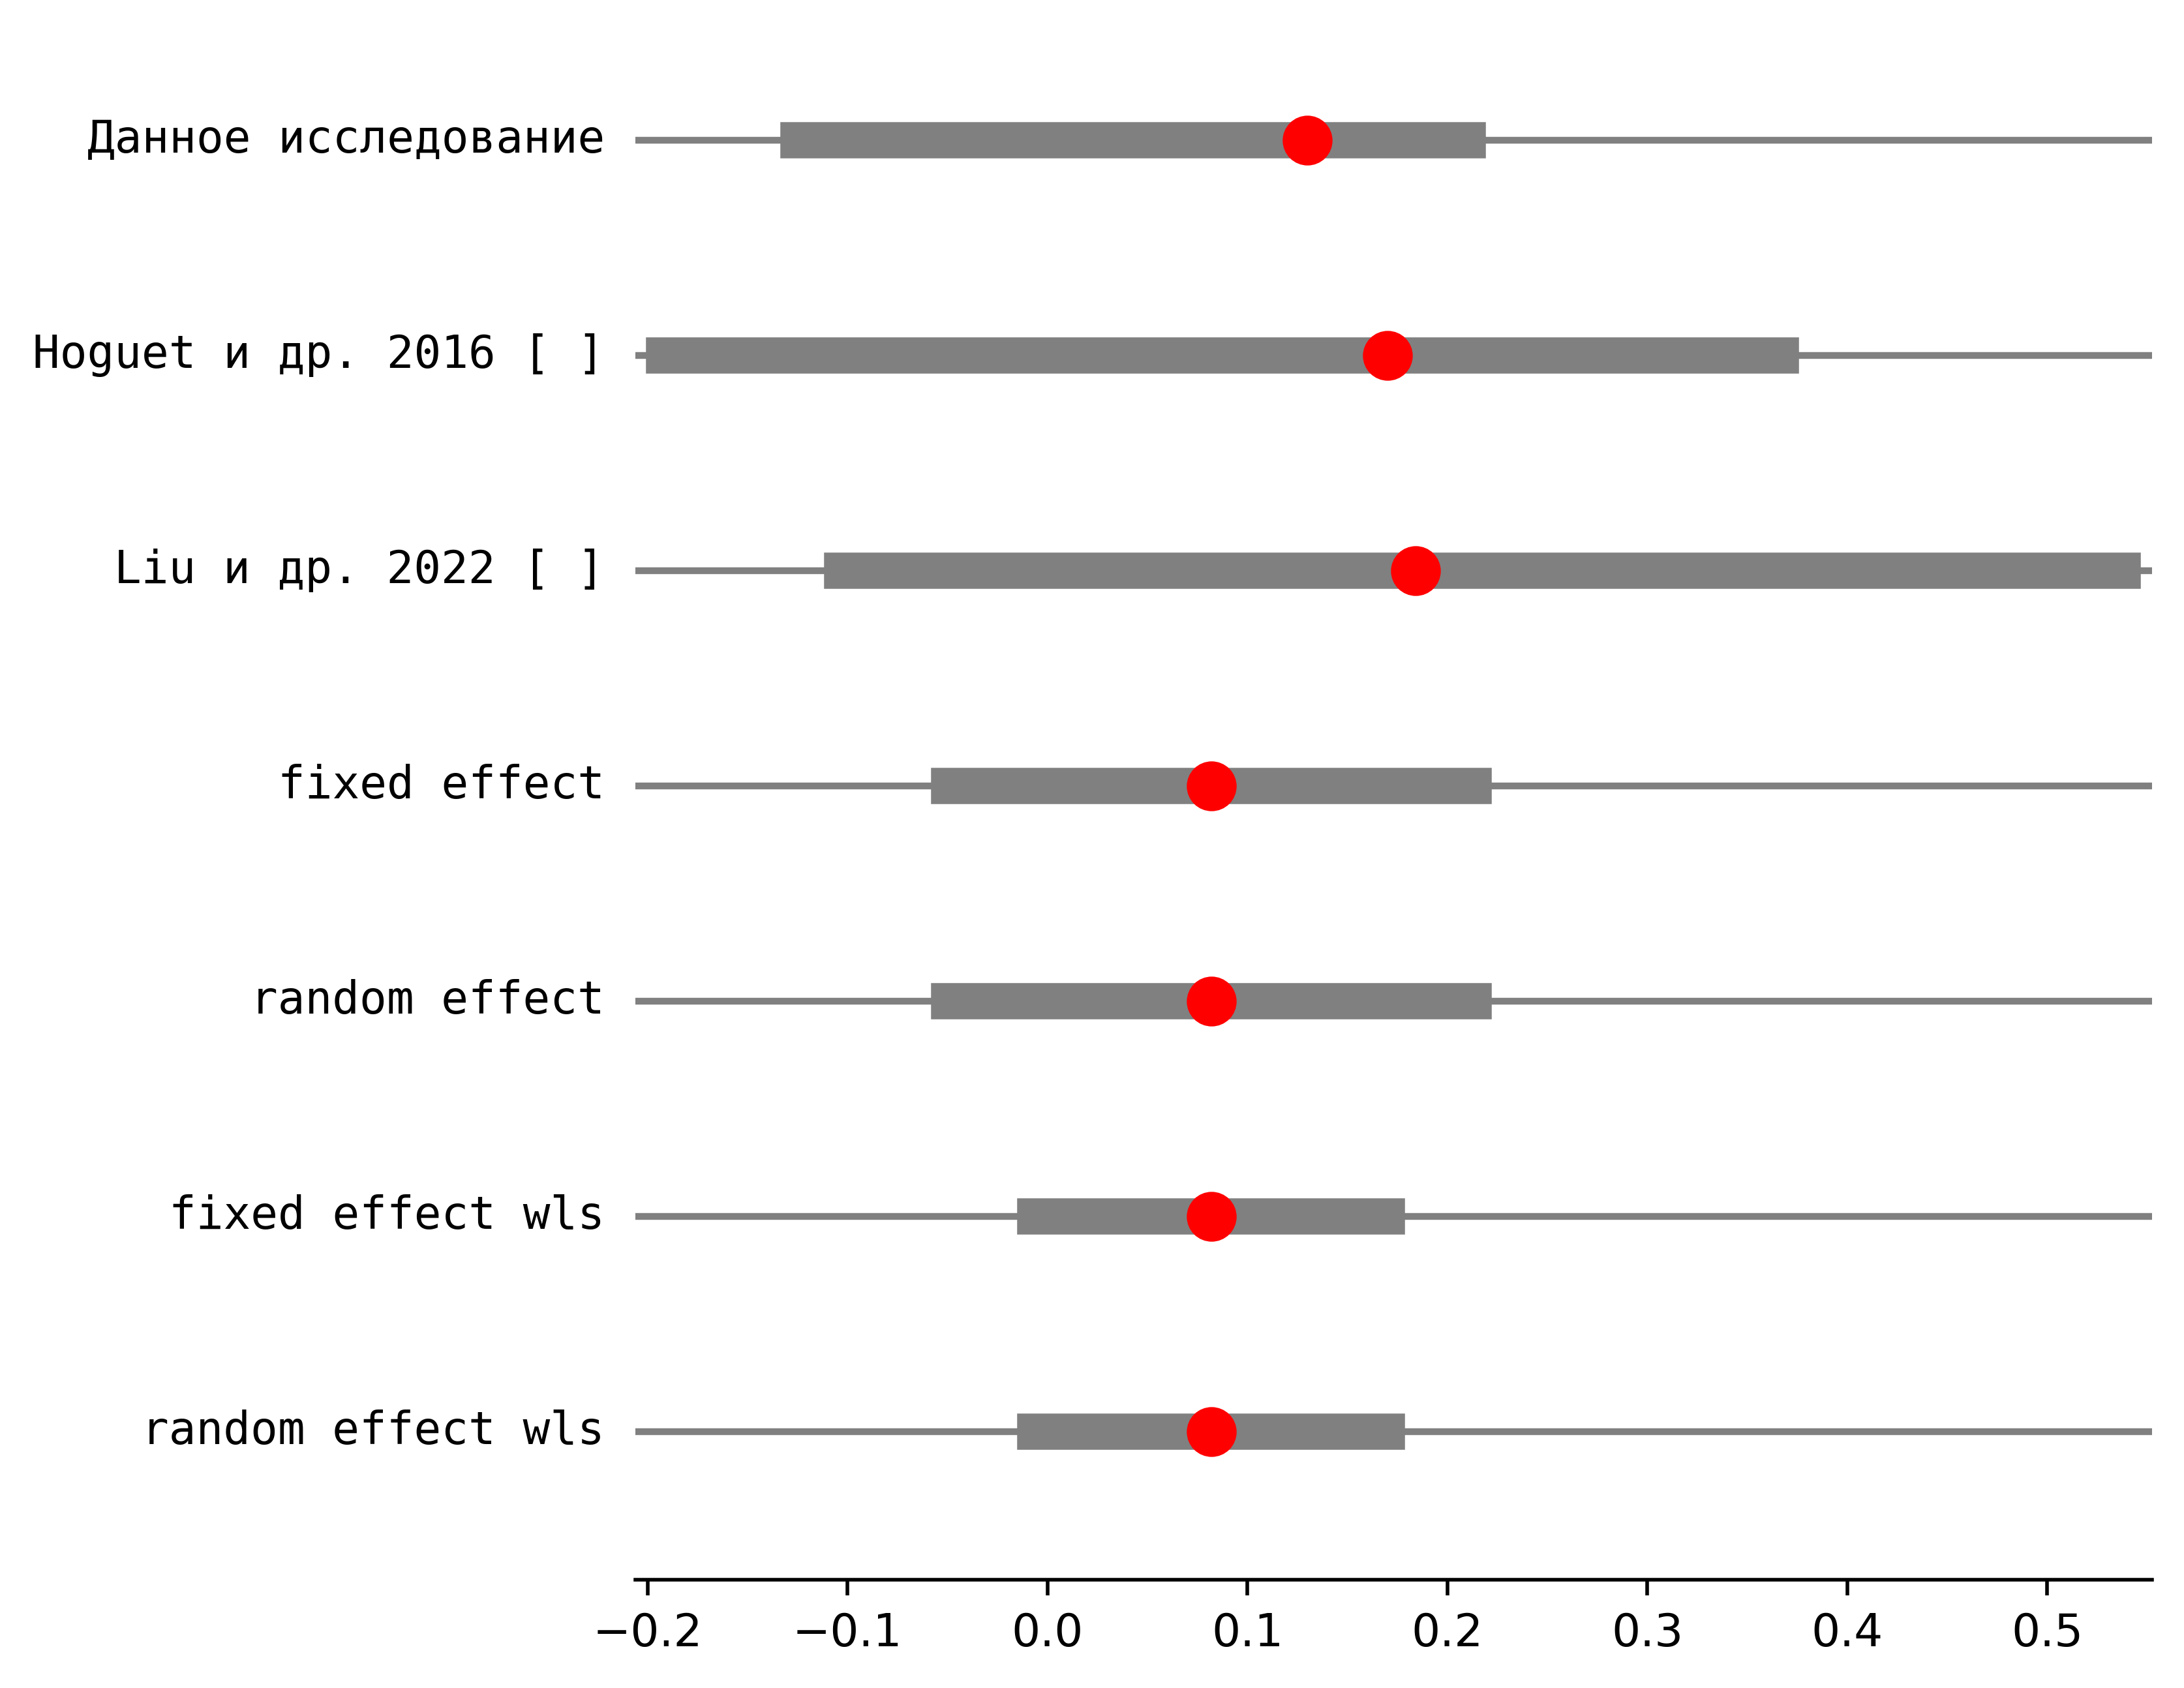 Данное исследование
Hoguet и др. 2016 [ ]
Liu и др. 2022 [ ]
fixed effect
random effect
fixed effect wls
random effect wls
−0.2 −0.1 0.0 0.1 0.2 0.3 0.4 0.5